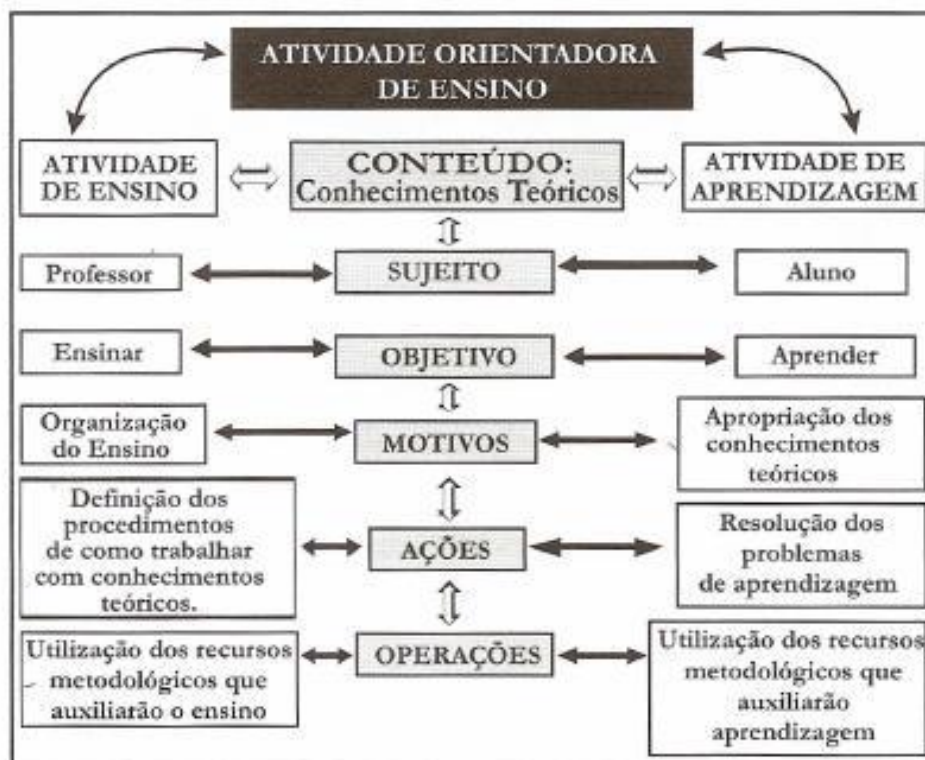 ATIVIDADE ORIENTADORA
DE ENSINO
ATIVIDADE
DE ENSINO
CONTEÚDO:
Conhecimentos Teóricos
ATIVIDADE DE
APRENDIZAGEM
Professor
SUJEITO
Aluno
Ensinar
OBJETIVO
Aprender
Organização
do Ensino
MOTIVOS
Apropriação dos
conhecimentos
teóricos
Definição dos
procedimentos
de como trabalhar
com conhecimentos
teóricos.
AÇÕES
Resolução dos
problemas
de aprendizagem
Utilização dos recursos
metodológicos que
auxiliarão o ensino
OPERAÇÕES
Utilização dos recursos
metodológicos que
auxiliarão
aprendizagem